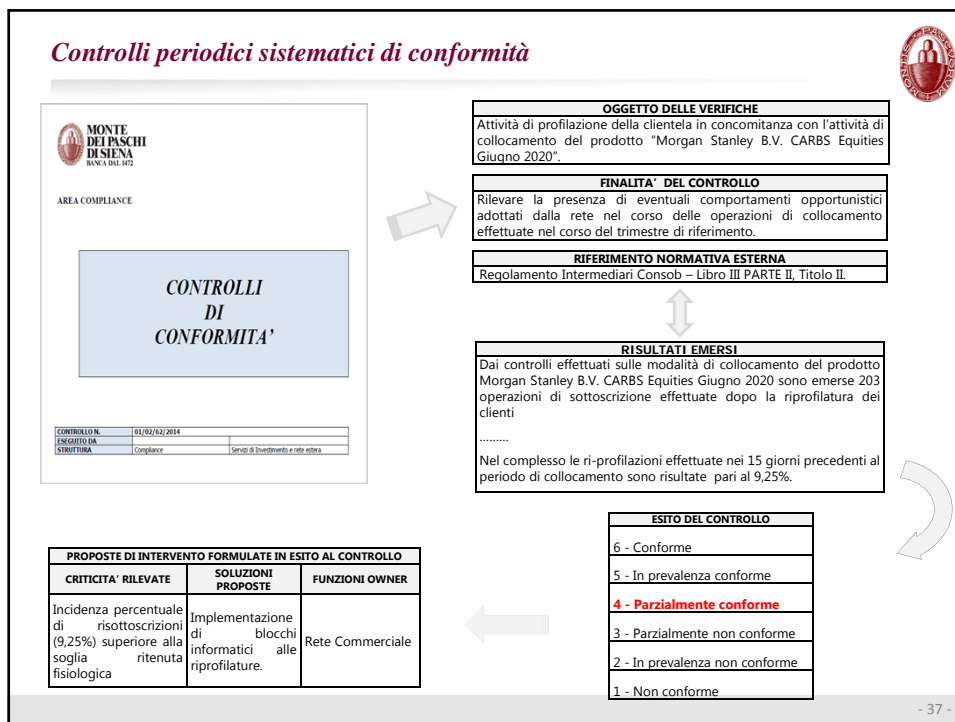 Controlli periodici sistematici di conformità
MONTE
DEI PASCHI
DI SIENA
BANCA DAL 1472
AREA COMPLIANCE
CONTROLLI
DI
CONFORMITA'
CONTROLLO N. 01/02/62/2014
ESEGUITO DA
STRUTTURA Compliance Servizi di Investimento e rete estera
OGGETTO DELLE VERIFICHE
Attività di profilazione della clientela in concomitanza con l'attività di
collocamento del prodotto "Morgan Stanley B.V. CARBS Equities
Giugno 2020".
FINALITA' DEL CONTROLLO
Rilevare la presenza di eventuali comportamenti opportunistici
adottati dalla rete nel corso delle operazioni di collocamento
effettuate nel corso del trimestre di riferimento.
RIFERIMENTO NORMATIVA ESTERNA
Regolamento Intermediari Consob – Libro III PARTE II, Titolo II.
RISULTATI EMERSI
Dai controlli effettuati sulle modalità di collocamento del prodotto
Morgan Stanley B.V. CARBS Equities Giugno 2020 sono emerse 203
operazioni di sottoscrizione effettuate dopo la riprofilatura dei
clienti
.........
Nel complesso le ri-profilazioni effettuate nei 15 giorni precedenti al
periodo di collocamento sono risultate pari al 9,25%.
ESITO DEL CONTROLLO
6 - Conforme
5 - In prevalenza conforme
4 - Parzialmente conforme
3 - Parzialmente non conforme
2 - In prevalenza non conforme
1 - Non conforme
PROPOSTE DI INTERVENTO FORMULATE IN ESITO AL CONTROLLO
CRITICITA' RILEVATE
SOLUZIONI
PROPOSTE
FUNZIONI OWNER
Incidenza percentuale
di risottoscrizioni
(9,25%) superiore alla
soglia ritenuta
fisiologica
Implementazione
di blocchi
informatici alle
riprofilature.
Rete Commerciale
- 37 -